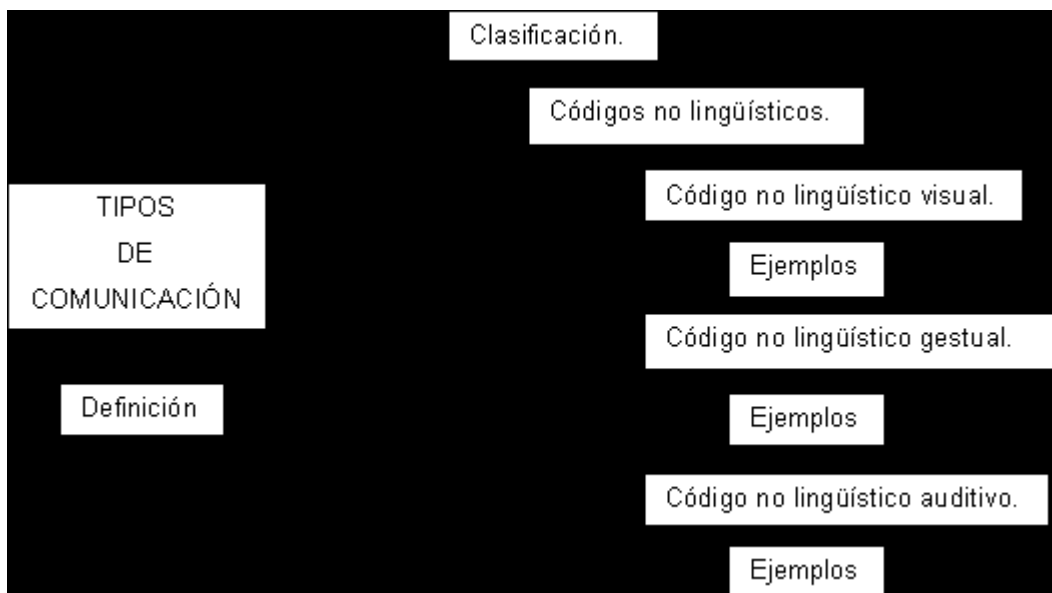 Clasificación.
Códigos no lingüísticos.
Código no lingüístico visual.
TIPOS
DE
COMUNICACIÓN
Ejemplos
Código no lingüístico gestual.
Definición
Ejemplos
Código no lingüístico auditivo.
Ejemplos